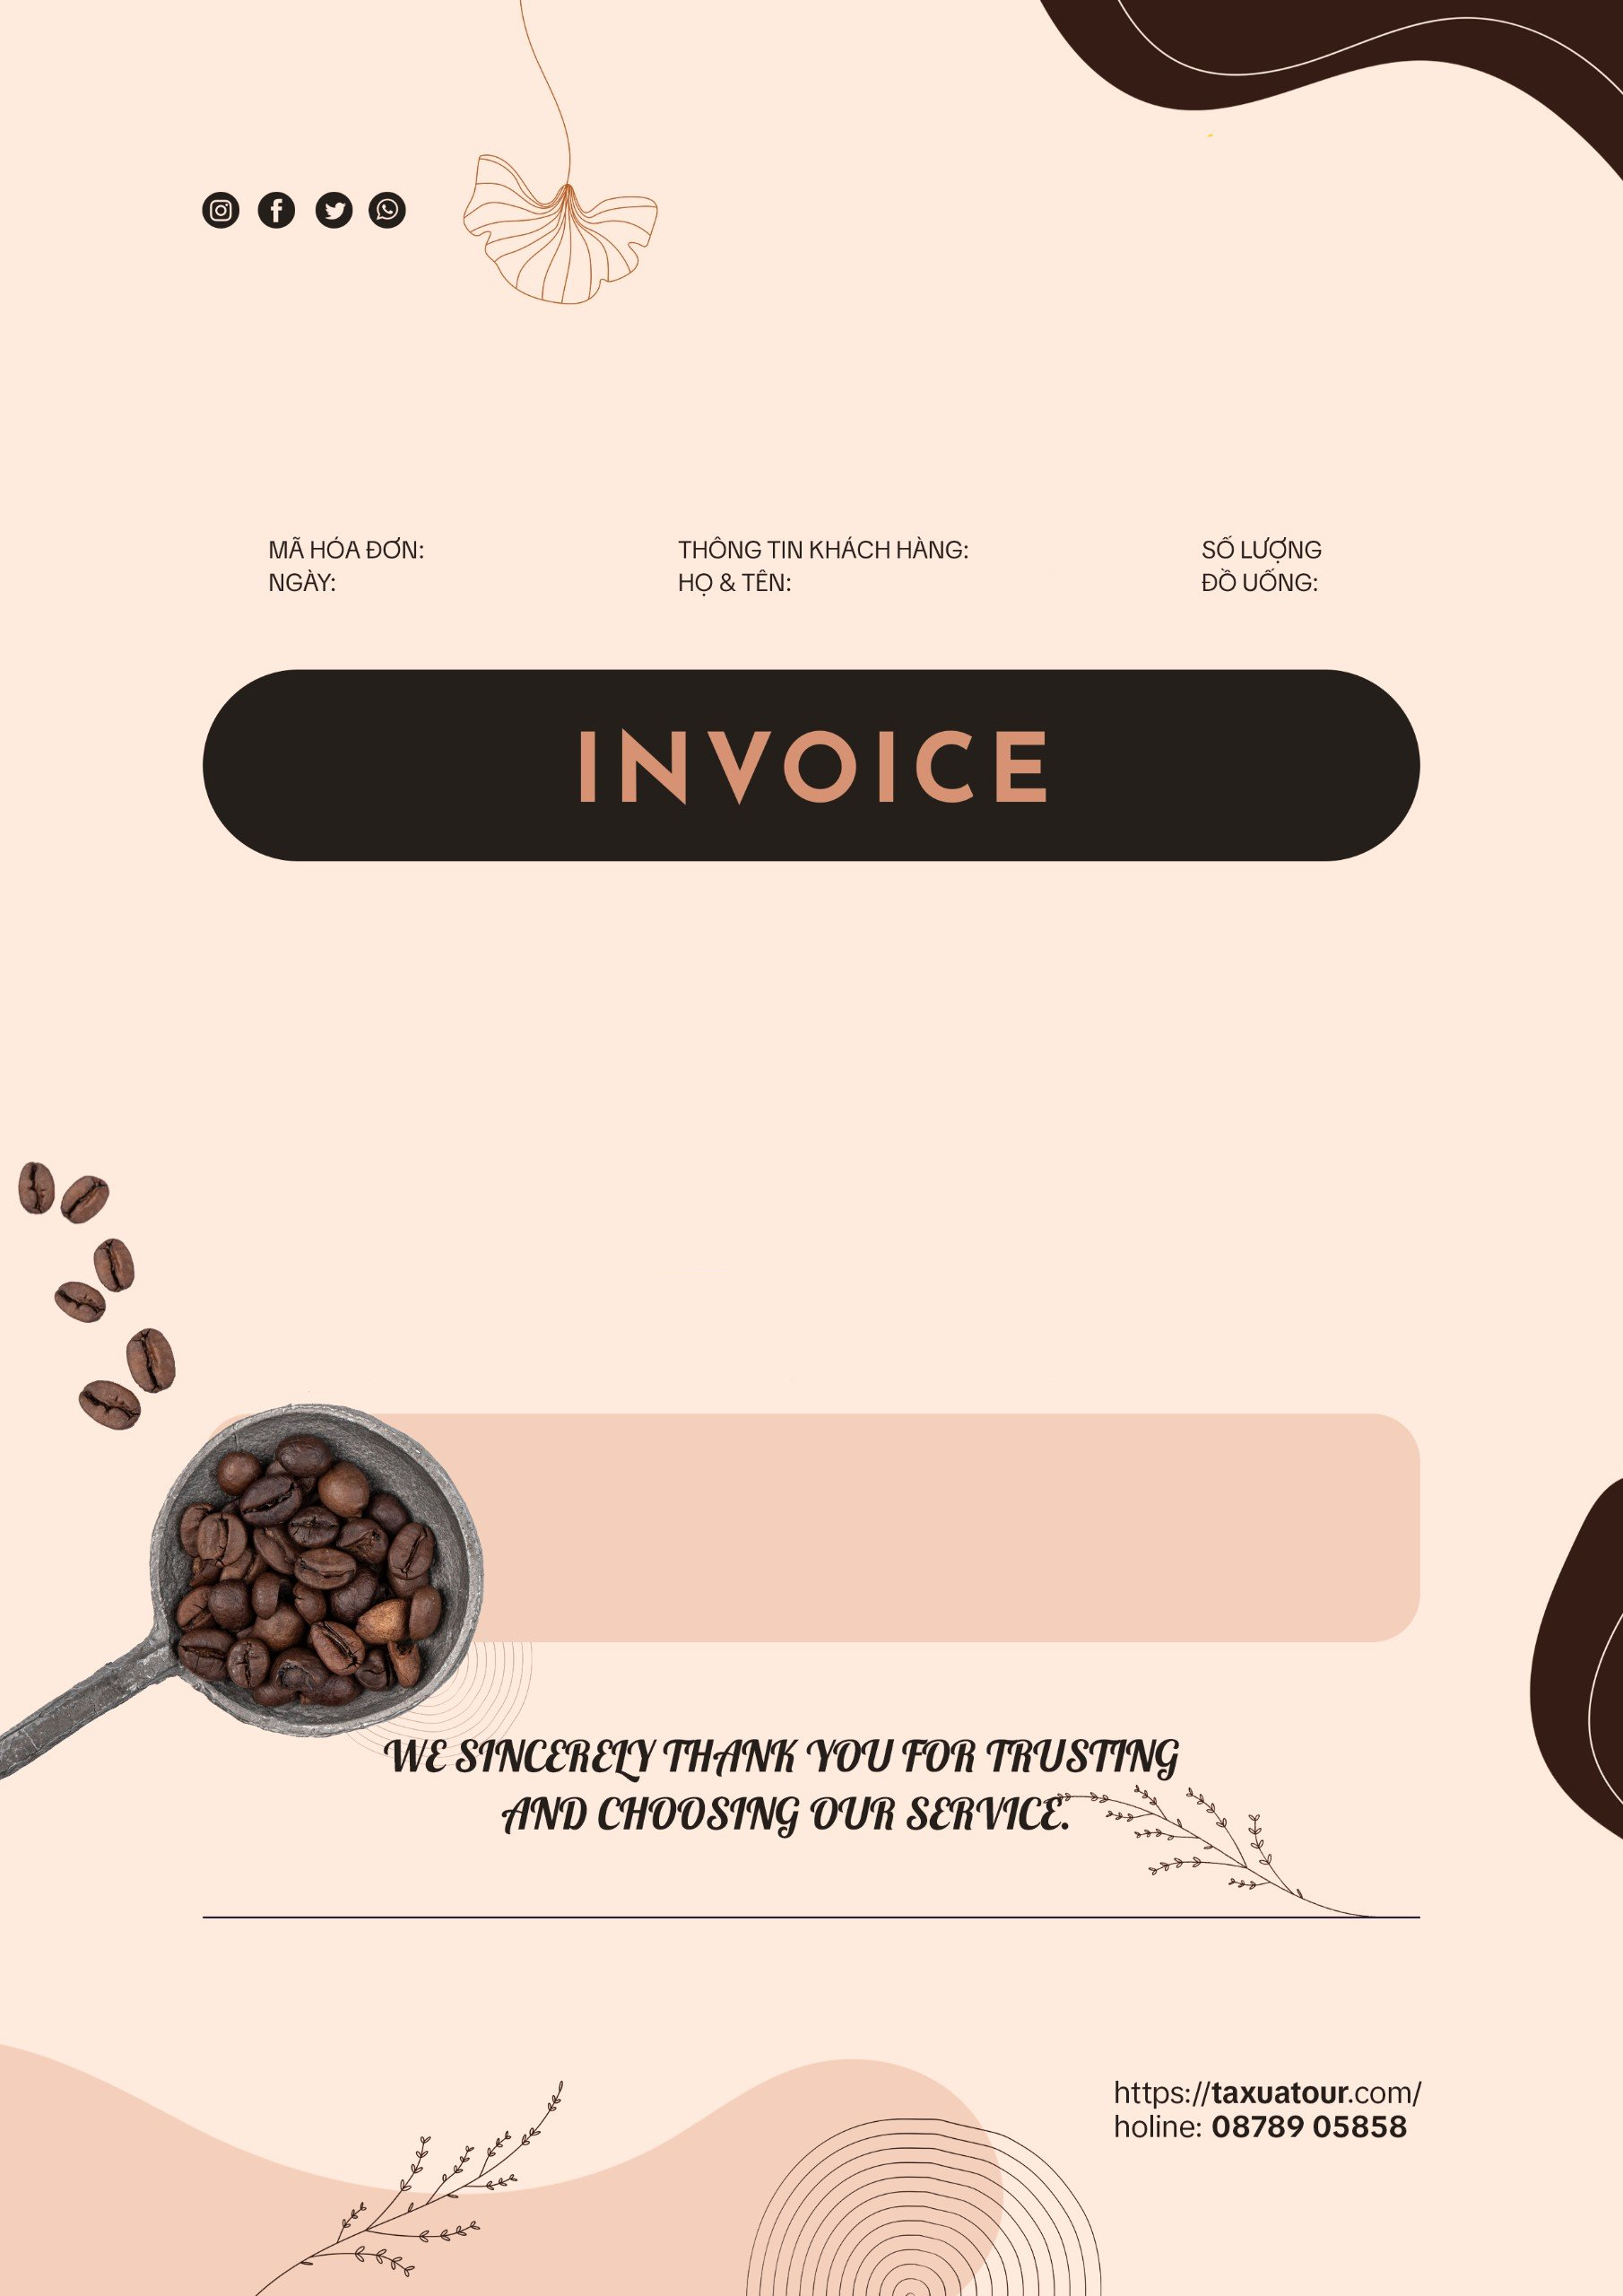 MÃ HÓA ĐƠN:
NGÀY:
THÔNG TIN KHÁCH HÀNG:
HỌ & TÊN:
SỐ LƯỢNG
ĐỒ UỐNG:
INVOICE
WE SINCERELY THANK YOU FOR TRUSTING
AND CHOOSING OUR SERVICE.
https://taxuatour.com/
holine: 08789 05858